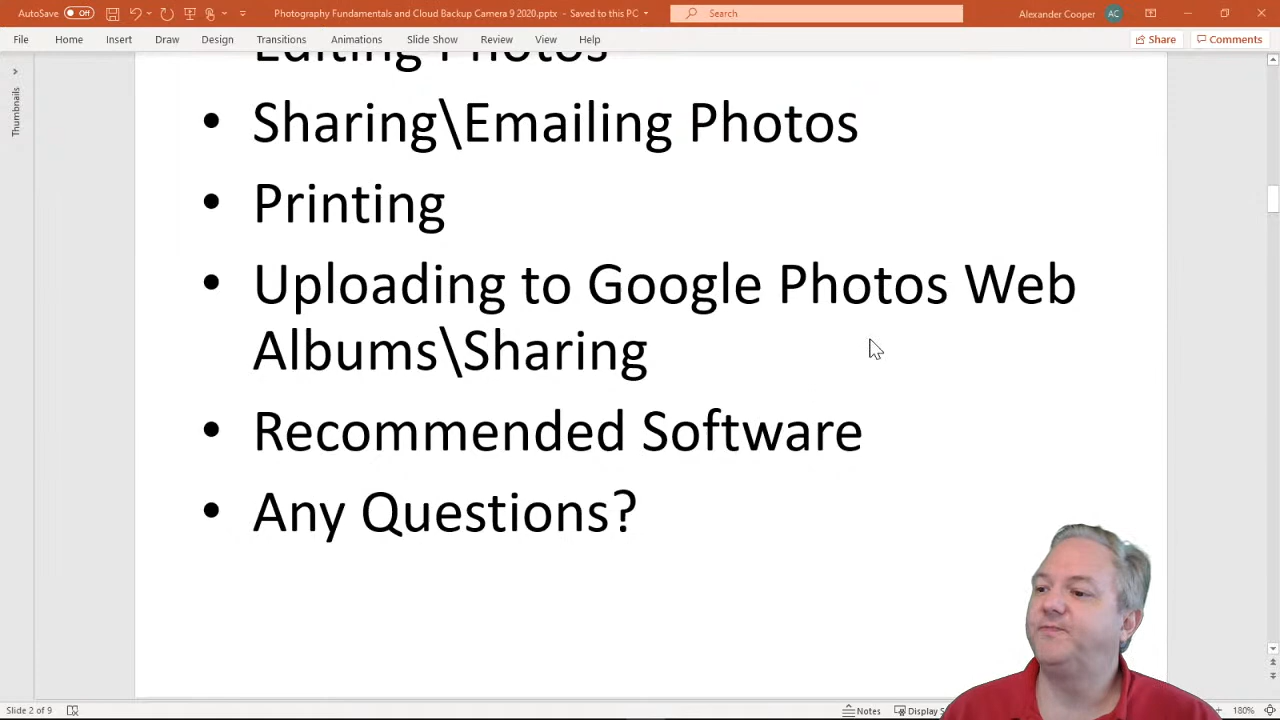 AutoSave Off Photography Fundamentals and Cloud Backup Camera 9 2020.pptx - Saved to this PC Search Alexander Cooper AC
File Home Insert Draw Design Transitions Animations Slide Show Review View Help Share Comments
Thumbnails
Editing Photos
• Sharing\Emailing Photos
• Printing
• Uploading to Google Photos Web
Albums\Sharing
• Recommended Software
• Any Questions?
Slide 2 of 9 Notes Display 180%